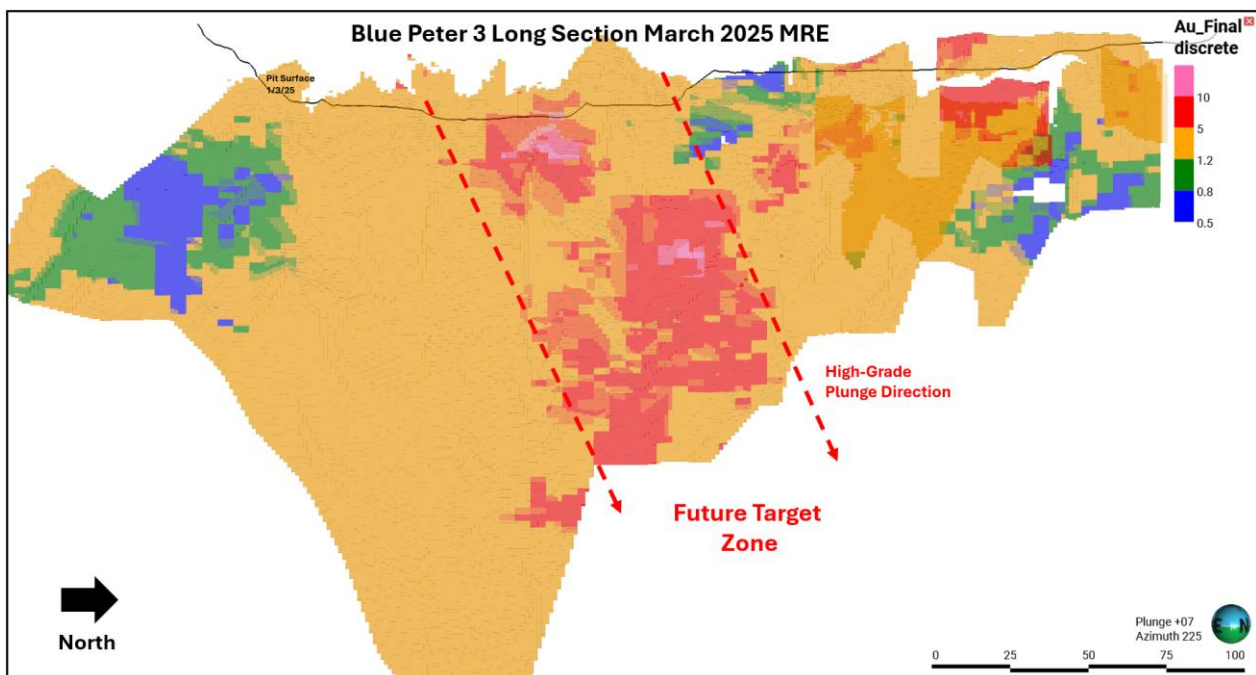 Blue Peter 3 Long Section March 2025 MRE
Au_Final
discrete
10
5
1.2
0.8
0.5
Pit Surface
1/3/25
High-Grade
Plunge Direction
Future Target
Zone
North
Plunge +07
Azimuth 225
E N
0 25 50 75 100